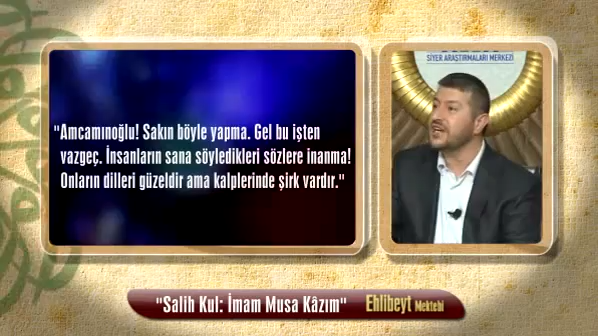 SİYER ARAŞTIRMALARI MERKEZİ
"Amcamınoğlu! Sakın böyle yapma. Gel bu işten
vazgeç. İnsanların sana söyledikleri sözlere inanma!
Onların dilleri güzeldir ama kalplerinde şirk vardır."
"Salih Kul: İmam Musa Kâzım" Ehlibeyt Mektebi